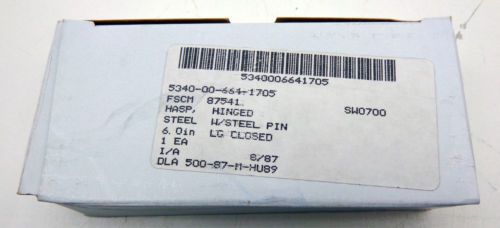 5340006641705
5340-00-664-1705
FSCM 87541
HASP, HINGED SW0700
STEEL W/STEEL PIN
6.0in LG CLOSED
1 EA
I/A 8/87
DLA 500-87-M-HU89